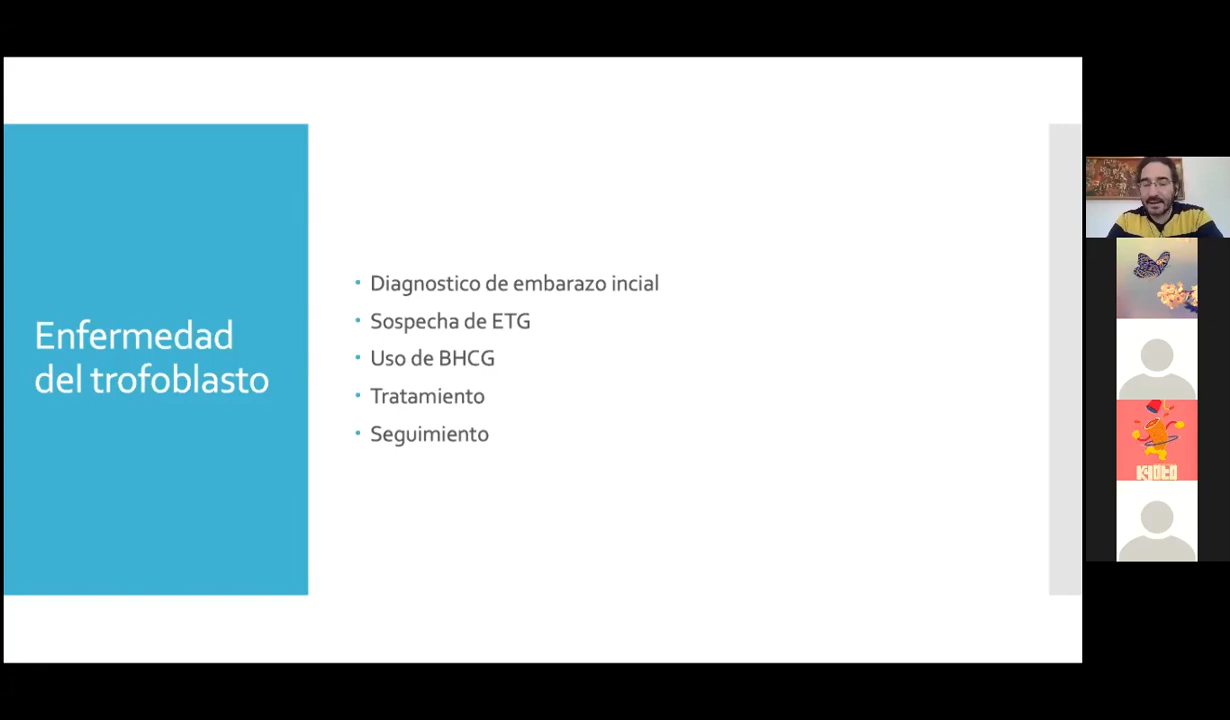 Enfermedad
del trofoblasto
• Diagnostico de embarazo incial
• Sospecha de ETG
• Uso de BHCG
• Tratamiento
• Seguimiento